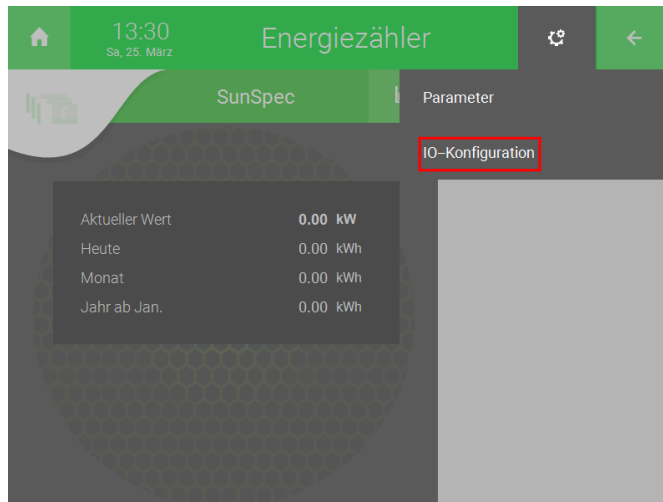 13:30
Sa, 25. März
Energiezähler
SunSpec
Parameter
IO-Konfiguration
Aktueller Wert 0.00 kW
Heute 0.00 kWh
Monat 0.00 kWh
Jahr ab Jan. 0.00 kWh